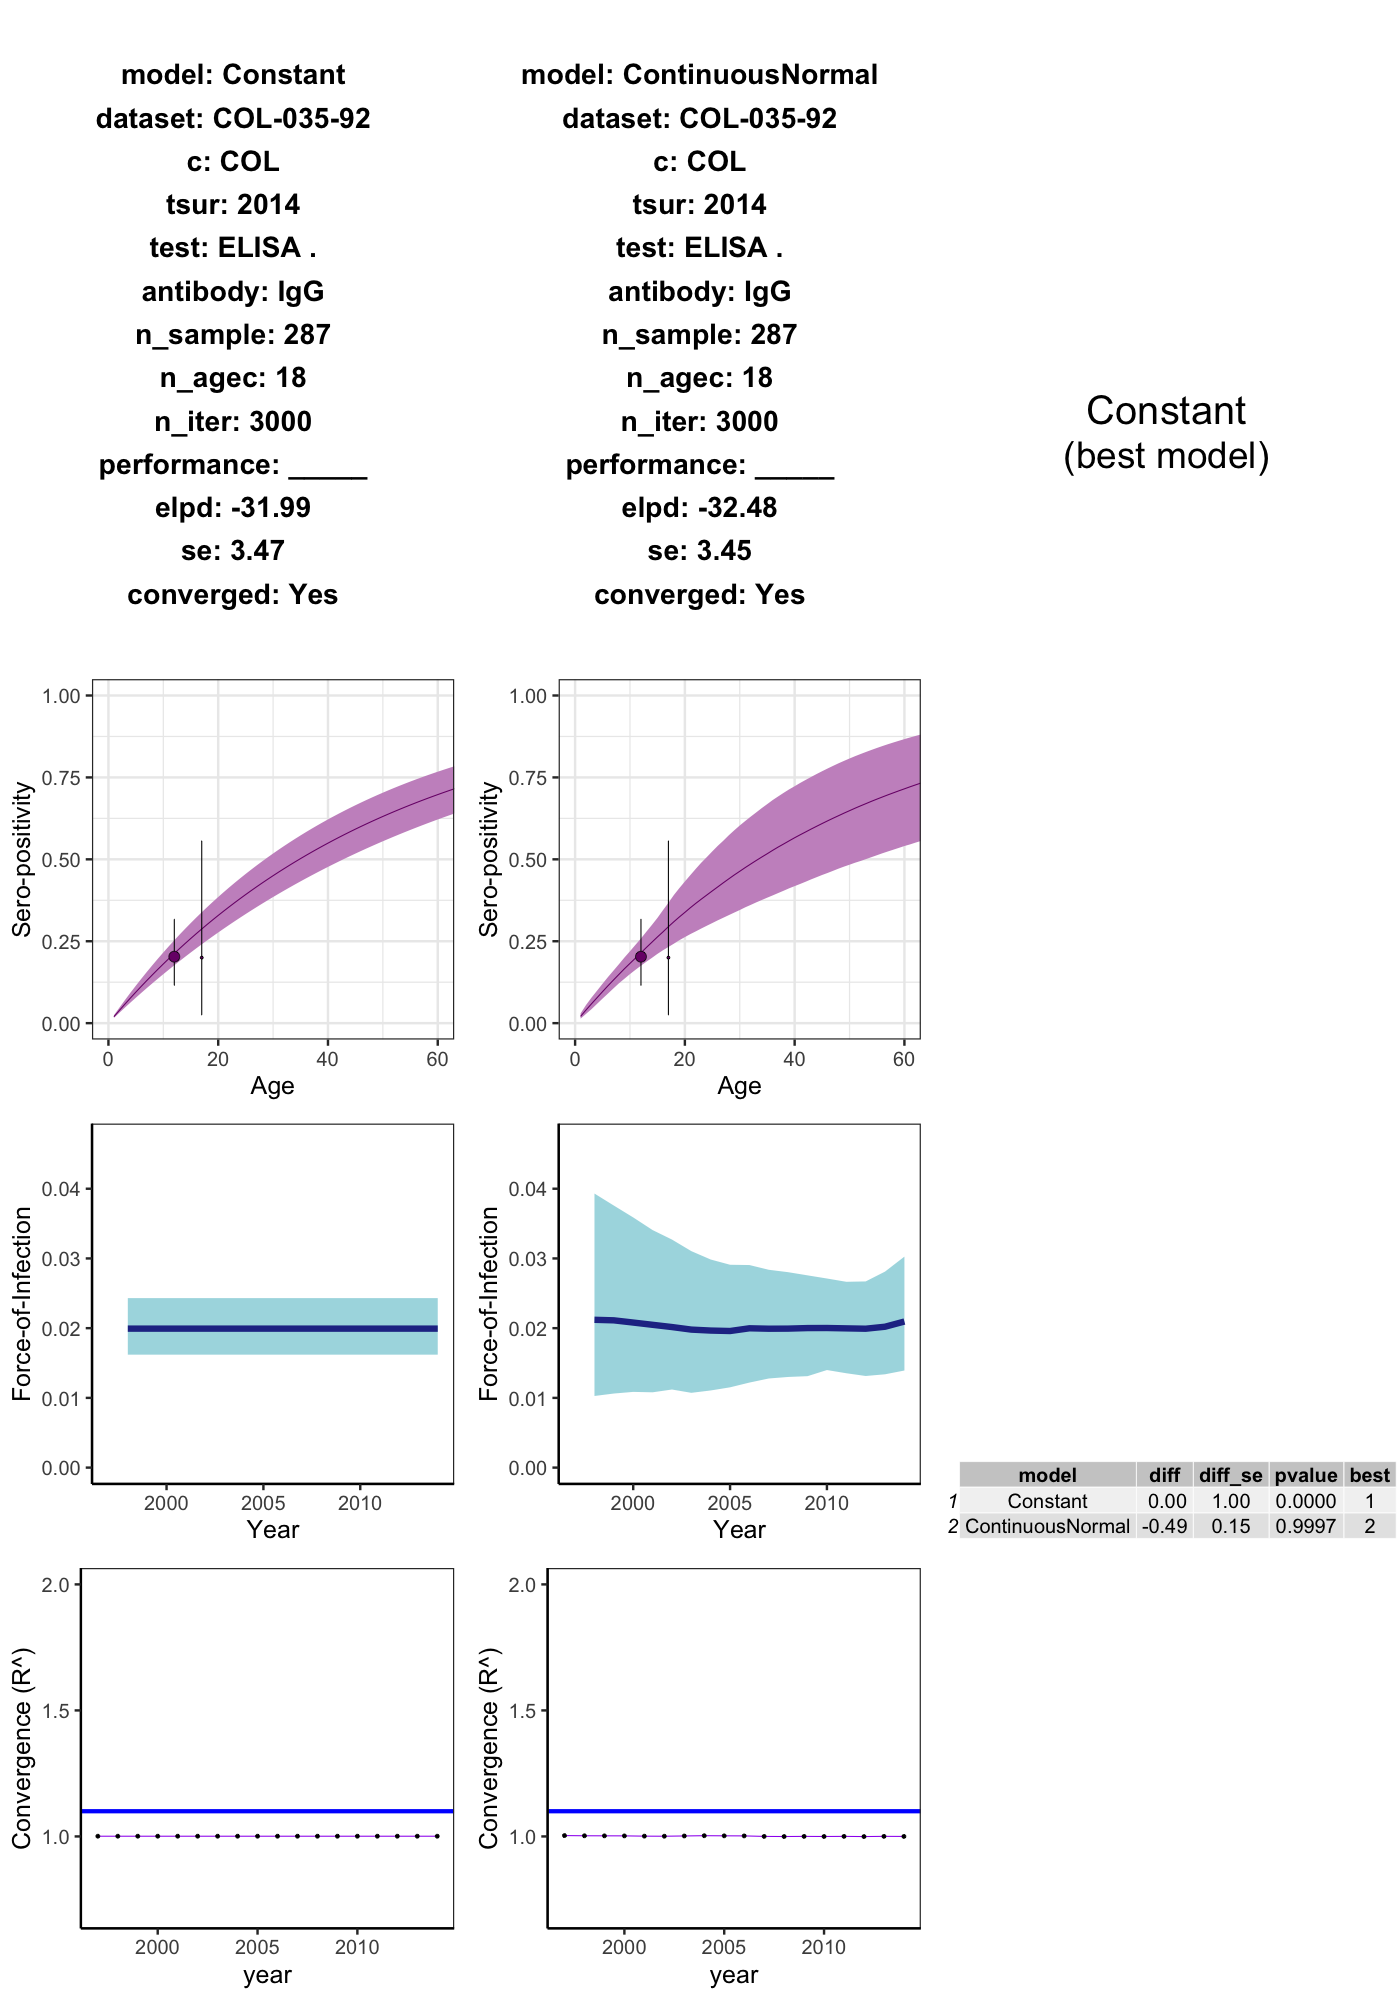 model: Constant
dataset: COL-035-92
c: COL
tsur: 2014
test: ELISA .
antibody: IgG
n_sample: 287
n_agec: 18
n_iter: 3000
performance: _____
elpd: -31.99
se: 3.47
converged: Yes
model: ContinuousNormal
dataset: COL-035-92
c: COL
tsur: 2014
test: ELISA .
antibody: IgG
n_sample: 287
n_agec: 18
n_iter: 3000
performance: _____
elpd: -32.48
se: 3.45
converged: Yes
Constant
(best model)
Sero-positivity
1.00
0.75
0.50
0.25
0.00
0 20 40 60
Age
Sero-positivity
1.00
0.75
0.50
0.25
0.00
0 20 40 60
Age
Force-of-Infection
0.04
0.03
0.02
0.01
0.00
2000 2005 2010
Year
Force-of-Infection
0.04
0.03
0.02
0.01
0.00
2000 2005 2010
Year
model diff diff_se pvalue best
1 Constant 0.00 1.00 0.0000 1
2 ContinuousNormal -0.49 0.15 0.9997 2
Convergence (R^)
2.0
1.5
1.0
2000 2005 2010
year
Convergence (R^)
2.0
1.5
1.0
2000 2005 2010
year